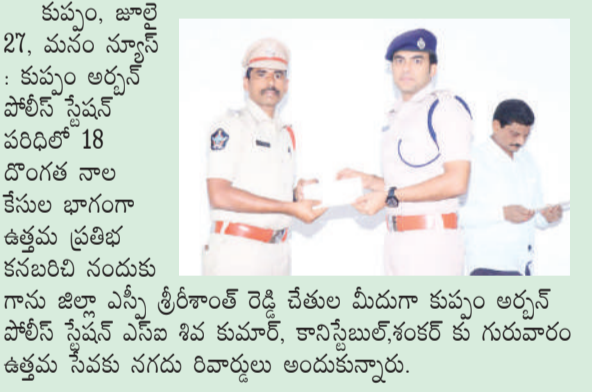 కుప్పం, జూలై
27, మనం న్యూస్
: కుప్పం అర్బన్
పోలీస్ స్టేషన్
పరిధిలో 18
దొంగత నాల
కేసుల భాగంగా
ఉత్తమ ప్రతిభ
కనబరిచి నందుకు
గాను జిల్లా ఎస్పీ శ్రీరీశాంత్ రెడ్డి చేతుల మీదుగా కుప్పం అర్బన్
పోలీస్ స్టేషన్ ఎస్ఐ శివ కుమార్, కానిస్టేబుల్,శంకర్ కు గురువారం
ఉత్తమ సేవకు నగదు రివార్డులు అందుకున్నారు.